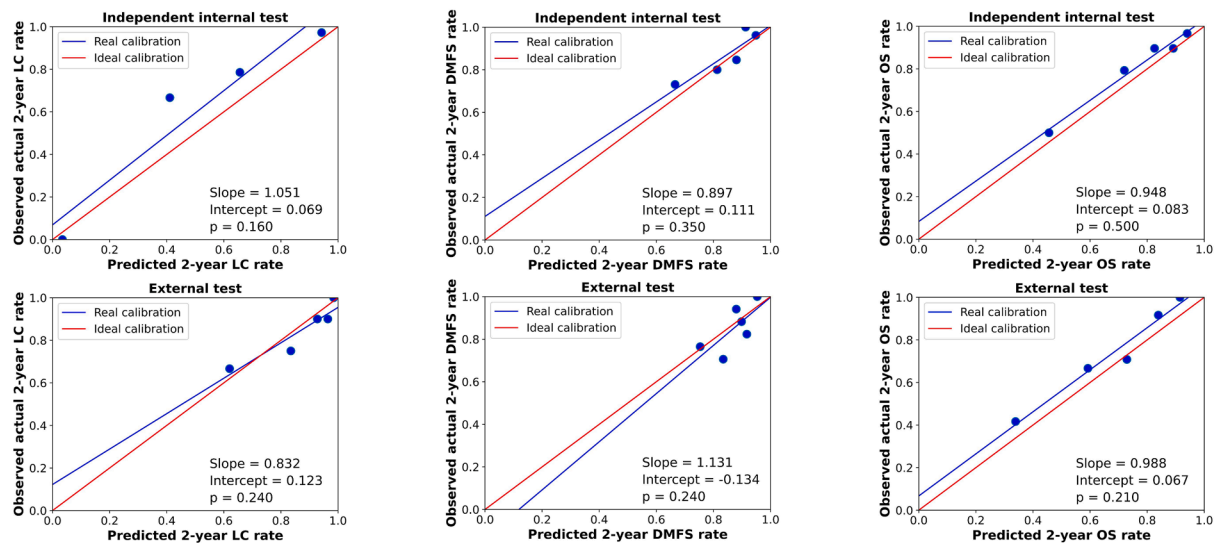 Independent internal test
Observed actual 2-year LC rate
1.0
0.8
0.6
0.4
0.2
0.0
Real calibration
Ideal calibration
Slope = 1.051
Intercept = 0.069
p = 0.160
0.0 0.2 0.4 0.6 0.8 1.0
Predicted 2-year LC rate
Independent internal test
Observed actual 2-year DMFS rate
1.0
0.8
0.6
0.4
0.2
0.0
Real calibration
Ideal calibration
Slope = 0.897
Intercept = 0.111
p = 0.350
0.0 0.2 0.4 0.6 0.8 1.0
Predicted 2-year DMFS rate
Independent internal test
Observed actual 2-year OS rate
1.0
0.8
0.6
0.4
0.2
0.0
Real calibration
Ideal calibration
Slope = 0.948
Intercept = 0.083
p = 0.500
0.0 0.2 0.4 0.6 0.8 1.0
Predicted 2-year OS rate
External test
Observed actual 2-year LC rate
1.0
0.8
0.6
0.4
0.2
0.0
Real calibration
Ideal calibration
Slope = 0.832
Intercept = 0.123
p = 0.240
0.0 0.2 0.4 0.6 0.8 1.0
Predicted 2-year LC rate
External test
Observed actual 2-year DMFS rate
1.0
0.8
0.6
0.4
0.2
0.0
Real calibration
Ideal calibration
Slope = 1.131
Intercept = -0.134
p = 0.240
0.0 0.2 0.4 0.6 0.8 1.0
Predicted 2-year DMFS rate
External test
Observed actual 2-year OS rate
1.0
0.8
0.6
0.4
0.2
0.0
Real calibration
Ideal calibration
Slope = 0.988
Intercept = 0.067
p = 0.210
0.0 0.2 0.4 0.6 0.8 1.0
Predicted 2-year OS rate